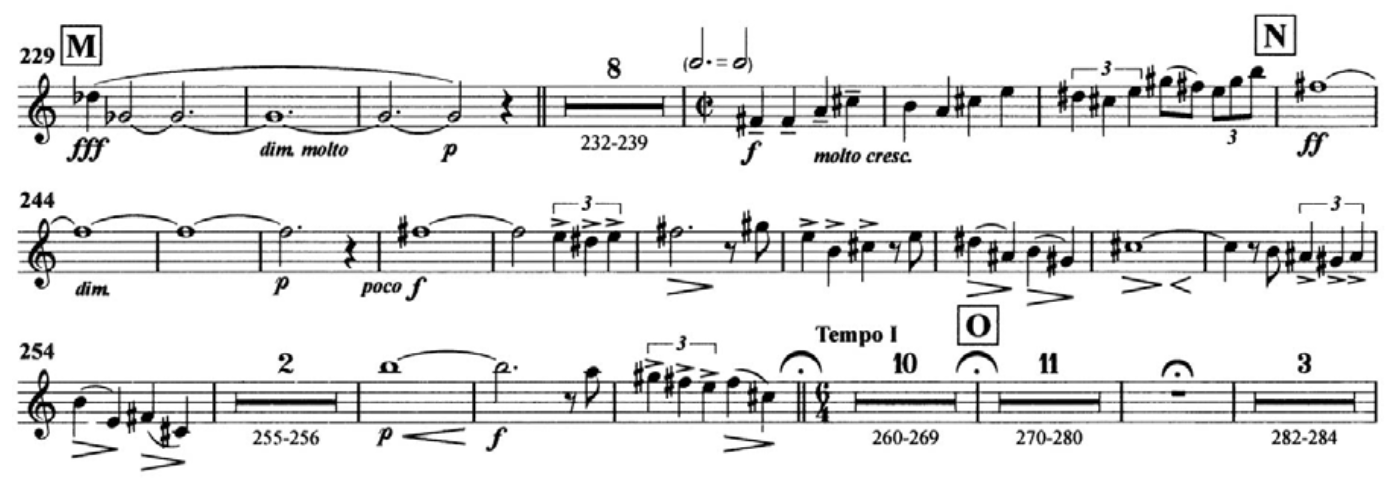 229 M
8
(𝅗𝅥. = 𝅗𝅥)
3
N
fff
dim. molto
p
232-239
f
molto cresc.
3
ff
244
3
3
dim.
p
poco f
254
2
3
Tempo I
10
O
11
3
6
4
255-256
p
f
260-269
270-280
282-284